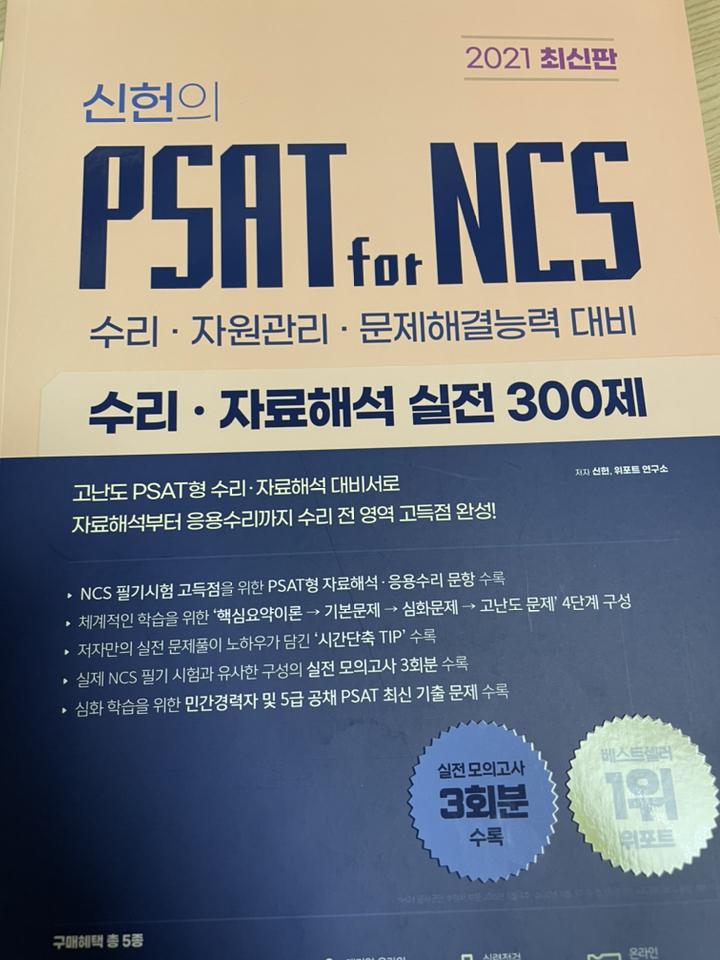 2021 최신판
신헌의
PSAT for NCS
수리 · 자원관리 · 문제해결능력 대비
수리 · 자료해석 실전 300제
저자 신헌, 위포트 연구소
고난도 PSAT형 수리·자료해석 대비서로
자료해석부터 응용수리까지 수리 전 영역 고득점 완성!
▸ NCS 필기시험 고득점을 위한 PSAT형 자료해석·응용수리 문항 수록
▸ 체계적인 학습을 위한 ‘핵심요약이론 → 기본문제 → 심화문제 → 고난도 문제’ 4단계 구성
▸ 저자만의 실전 문제풀이 노하우가 담긴 ‘시간단축 TIP’ 수록
▸ 실제 NCS 필기 시험과 유사한 구성의 실전 모의고사 3회분 수록
▸ 심화 학습을 위한 민간경력자 및 5급 공채 PSAT 최신 기출 문제 수록
실전 모의고사
3회분
수록
베스트셀러
1위
위포트
구매혜택 총 5종
온라인